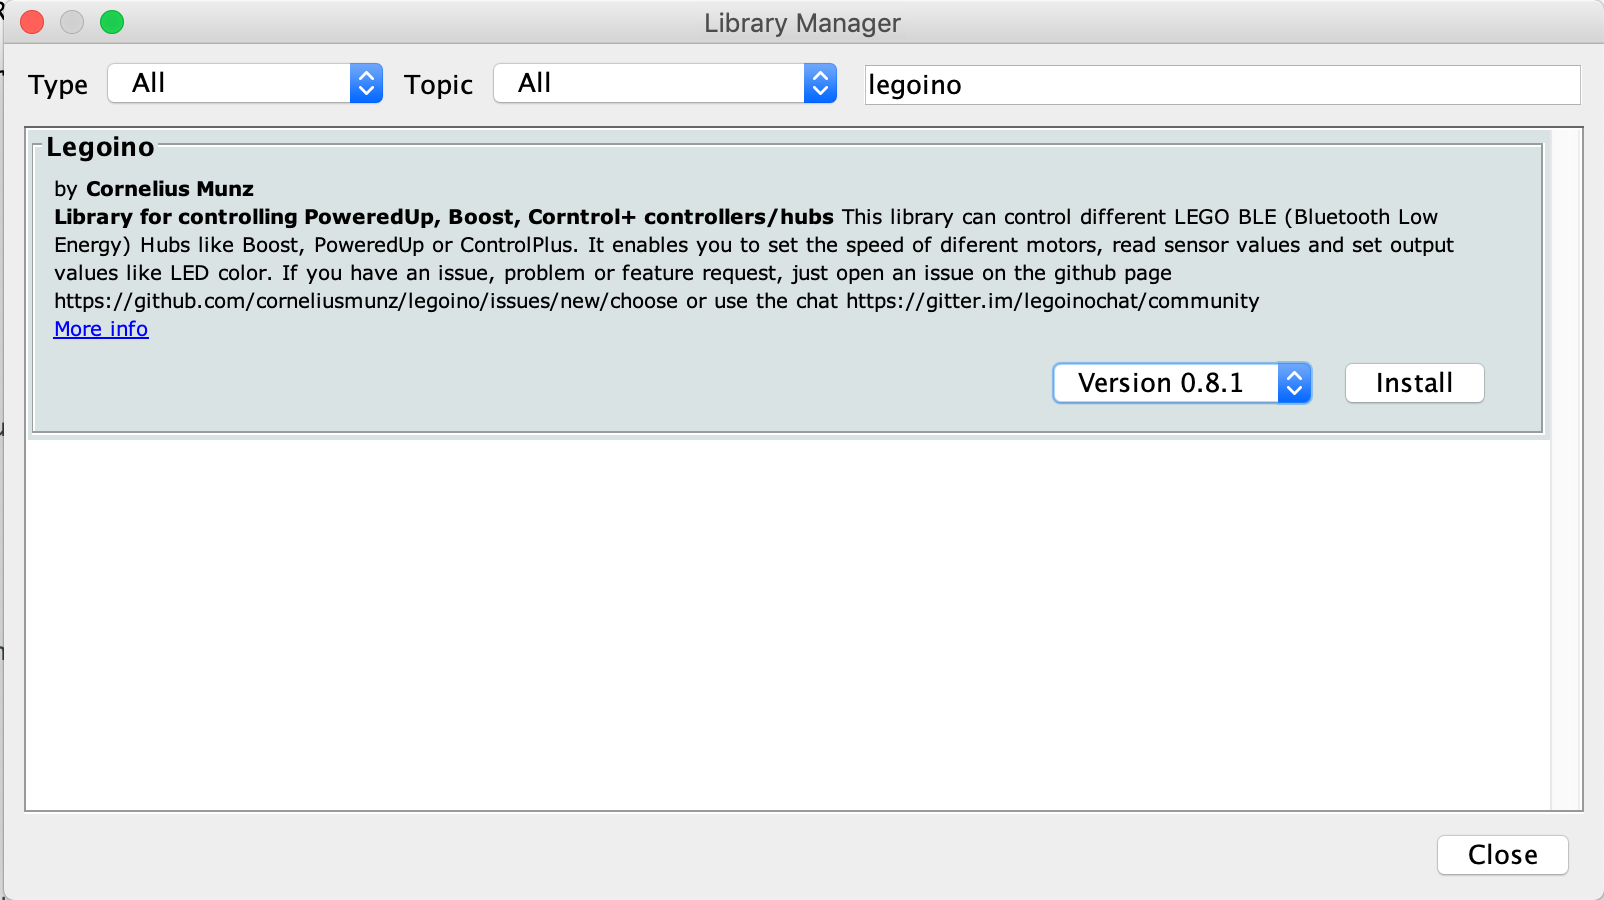 Library Manager
Type All Topic All legoino
Legoino
by Cornelius Munz
Library for controlling PoweredUp, Boost, Corntrol+ controllers/hubs This library can control different LEGO BLE (Bluetooth Low
Energy) Hubs like Boost, PoweredUp or ControlPlus. It enables you to set the speed of diferent motors, read sensor values and set output
values like LED color. If you have an issue, problem or feature request, just open an issue on the github page
https://github.com/corneliusmunz/legoino/issues/new/choose or use the chat https://gitter.im/legoinochat/community
More info
Version 0.8.1 Install
Close